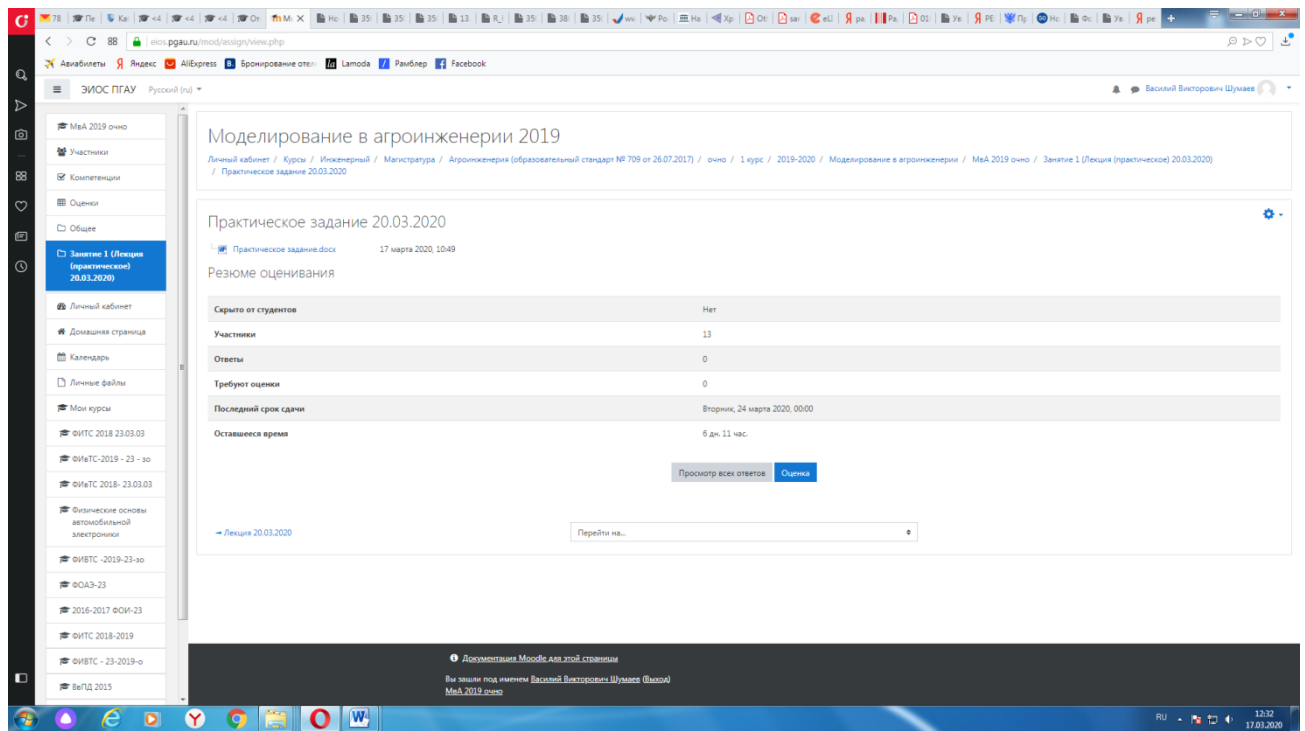 eios.pgau.ru/mod/assign/view.php
Авиабилеты Яндекс AliExpress Бронирование отел Lamoda Рамблер Facebook
ЭИОС ПГАУ Русский (ru)
Василий Викторович Шумаев
МвА 2019 очно
Участники
Компетенции
Оценки
Общее
Занятие 1 (Лекция
(практическое)
20.03.2020)
Личный кабинет
Домашняя страница
Календарь
Личные файлы
Мои курсы
ФИТС 2018 23.03.03
ФИвТС-2019 - 23 - зо
ФИвТС 2018- 23.03.03
Физические основы
автомобильной
электроники
ФИВТС -2019-23-зо
ФОАЭ-23
2016-2017 ФОИ-23
ФИТС 2018-2019
ФИВТС - 23-2019-о
ВвПД 2015
Моделирование в агроинженерии 2019
Личный кабинет / Курсы / Инженерный / Магистратура / Агроинженерия (образовательный стандарт № 709 от 26.07.2017) / очно / 1 курс / 2019-2020 / Моделирование в агроинженерии / МвА 2019 очно / Занятие 1 (Лекция (практическое) 20.03.2020)
/ Практическое задание 20.03.2020
Практическое задание 20.03.2020
Практическое задание.docx 17 марта 2020, 10:49
Резюме оценивания
Скрыто от студентов Нет
Участники 13
Ответы 0
Требуют оценки 0
Последний срок сдачи Вторник, 24 марта 2020, 00:00
Оставшееся время 6 дн. 11 час.
Просмотр всех ответов Оценка
Лекция 20.03.2020 Перейти на...
Документация Moodle для этой страницы
Вы зашли под именем Василий Викторович Шумаев (Выход)
МвА 2019 очно
RU 12:32
17.03.2020